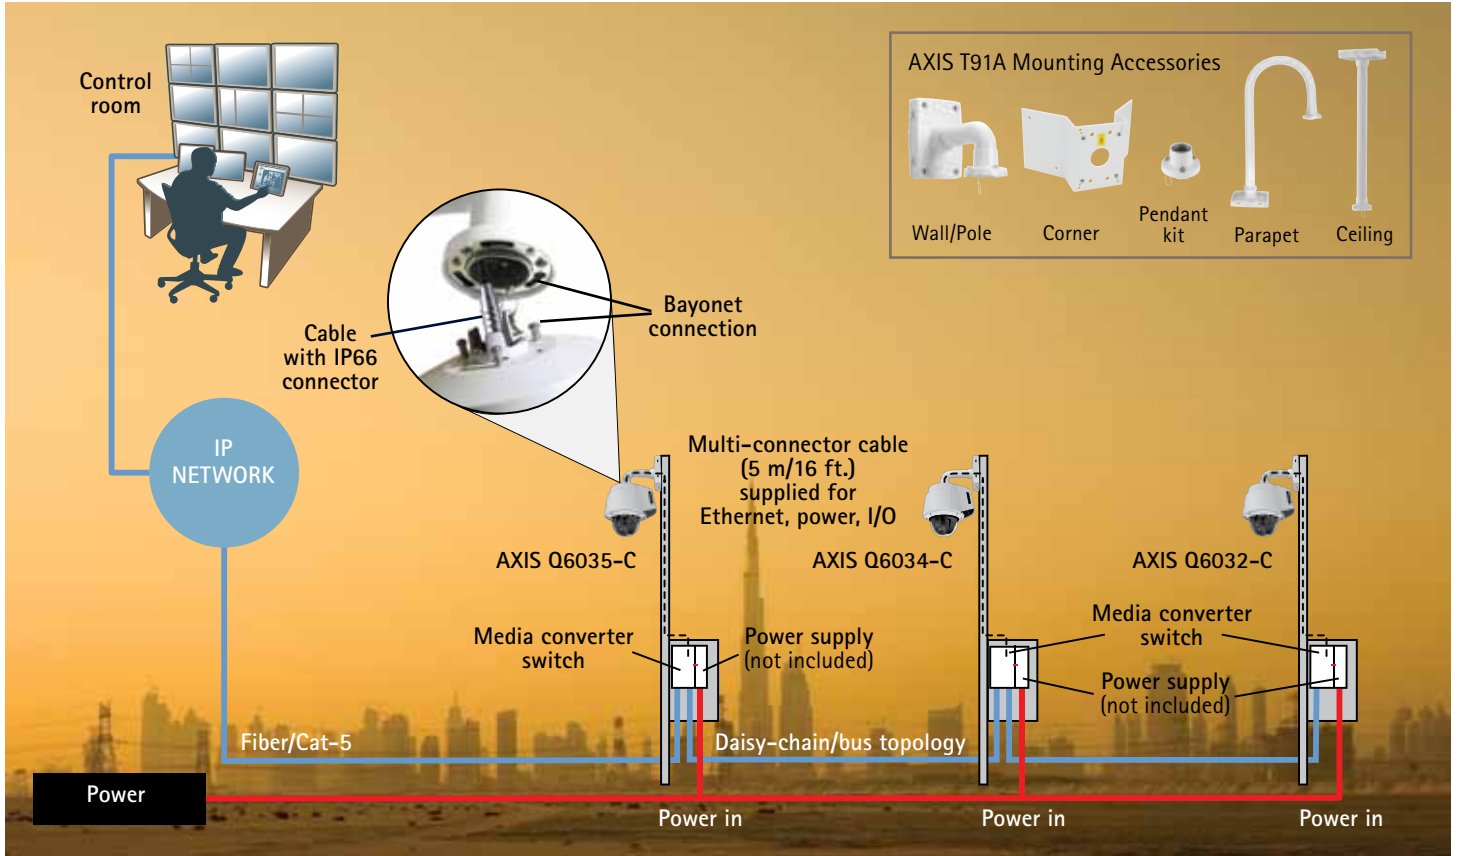 Control
room
AXIS T91A Mounting Accessories
Wall/Pole
Corner
Pendant
kit
Parapet
Ceiling
Bayonet
connection
Cable
with IP66
connector
IP
NETWORK
Multi-connector cable
(5 m/16 ft.)
supplied for
Ethernet, power, I/O
AXIS Q6035-C
AXIS Q6034-C
AXIS Q6032-C
Media converter
switch
Power supply
(not included)
Media converter
switch
Power supply
(not included)
Fiber/Cat-5
Daisy-chain/bus topology
Power
Power in
Power in
Power in